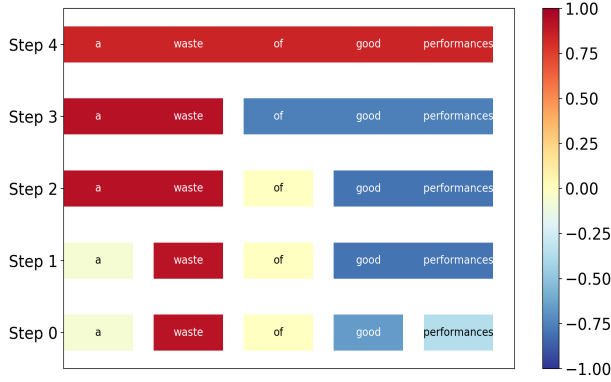 Step 4 a waste of good performances
Step 3 a waste of good performances
Step 2 a waste of good performances
Step 1 a waste of good performances
Step 0 a waste of good performances
1.00
0.75
0.50
0.25
0.00
−0.25
−0.50
−0.75
−1.00